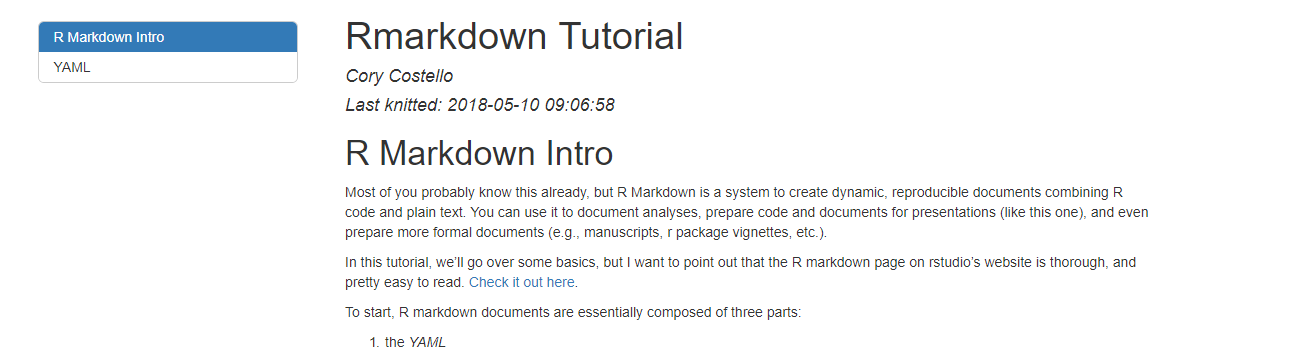 R Markdown Intro
YAML
Rmarkdown Tutorial
Cory Costello
Last knitted: 2018-05-10 09:06:58
R Markdown Intro
Most of you probably know this already, but R Markdown is a system to create dynamic, reproducible documents combining R
code and plain text. You can use it to document analyses, prepare code and documents for presentations (like this one), and even
prepare more formal documents (e.g., manuscripts, r package vignettes, etc.).
In this tutorial, we'll go over some basics, but I want to point out that the R markdown page on rstudio's website is thorough, and
pretty easy to read. Check it out here.
To start, R markdown documents are essentially composed of three parts:
1. the YAML